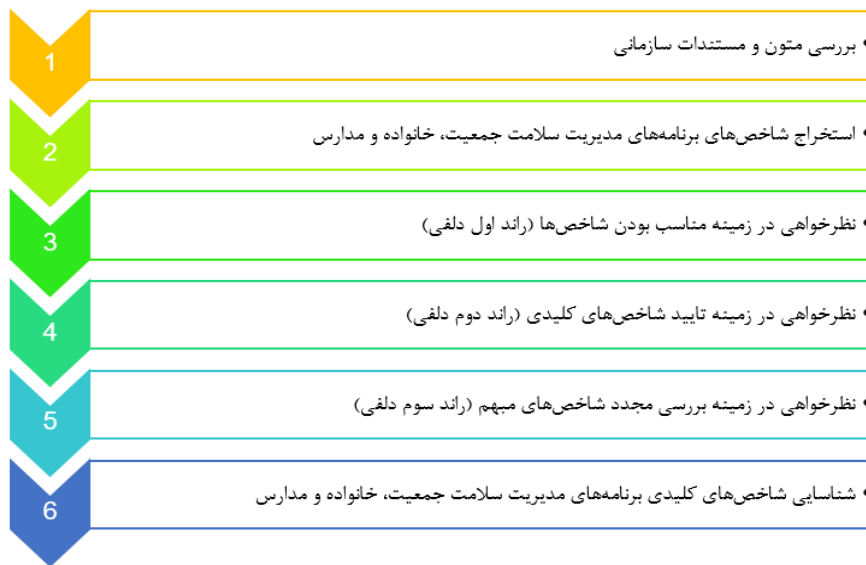 1
• بررسی متون و مستندات سازمانی
2
• استخراج شاخص‌های برنامه‌های مدیریت سلامت جمعیت، خانواده و مدارس
3
• نظرخواهی در زمینه مناسب بودن شاخص‌ها (راند اول دلفی)
4
• نظرخواهی در زمینه تایید شاخص‌های کلیدی (راند دوم دلفی)
5
• نظرخواهی در زمینه بررسی مجدد شاخص‌های مبهم (راند سوم دلفی)
6
• شناسایی شاخص‌های کلیدی برنامه‌های مدیریت سلامت جمعیت، خانواده و مدارس